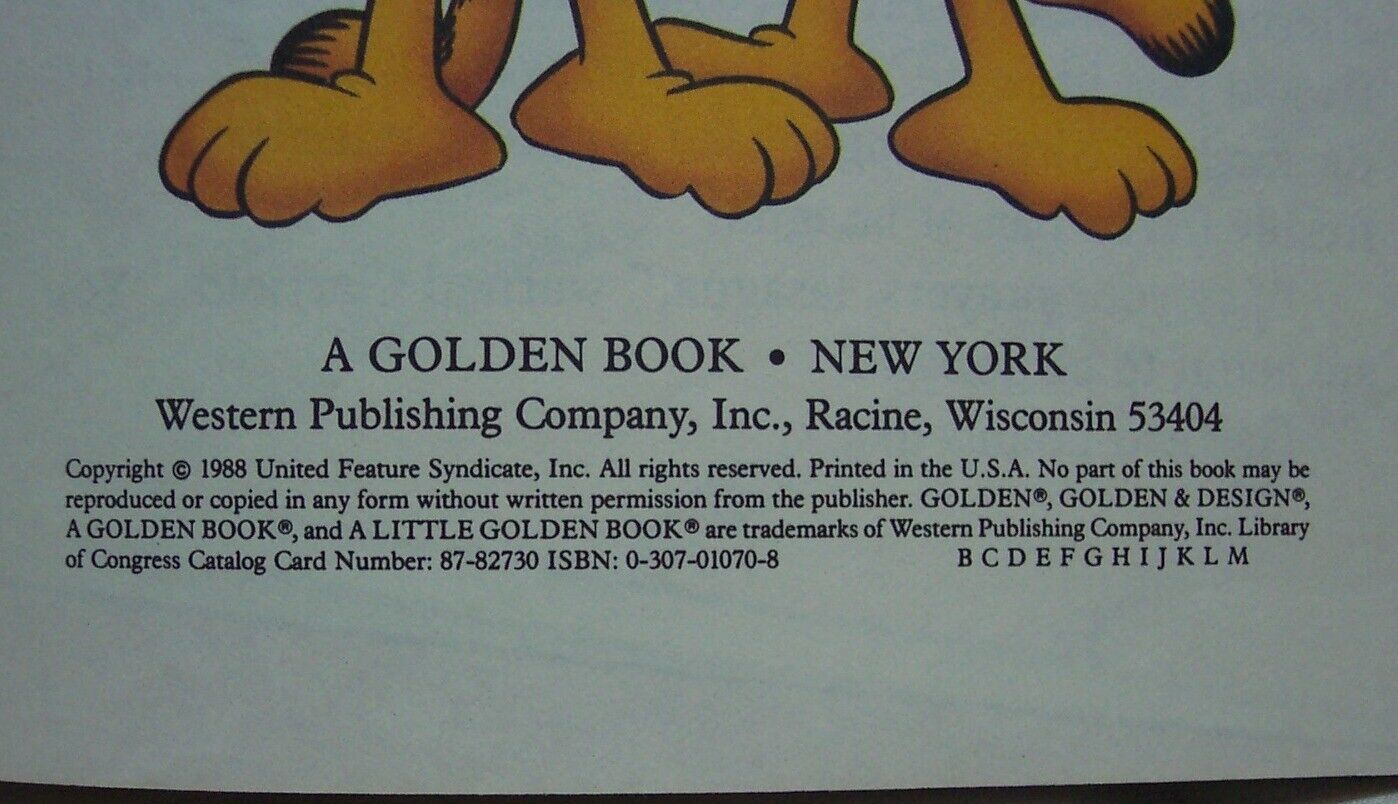 A GOLDEN BOOK • NEW YORK
Western Publishing Company, Inc., Racine, Wisconsin 53404
Copyright © 1988 United Feature Syndicate, Inc. All rights reserved. Printed in the U.S.A. No part of this book may be
reproduced or copied in any form without written permission from the publisher. GOLDEN®, GOLDEN & DESIGN®,
A GOLDEN BOOK®, and A LITTLE GOLDEN BOOK® are trademarks of Western Publishing Company, Inc. Library
of Congress Catalog Card Number: 87-82730 ISBN: 0-307-01070-8 B C D E F G H I J K L M